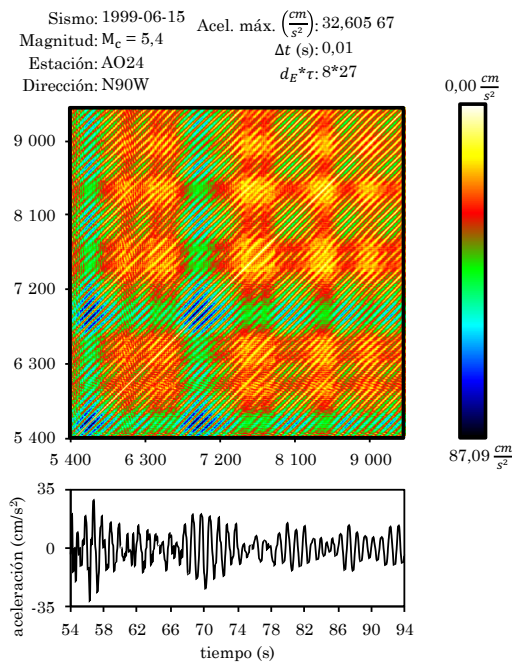 Sismo: 1999-06-15
Magnitud: Mc = 5,4
Estación: AO24
Dirección: N90W
Acel. máx. (cm/s²): 32,605 67
Δt (s): 0,01
dE*τ: 8*27
0,00 cm/s²
87,09 cm/s²
9 000
8 100
7 200
6 300
5 400
5 400 6 300 7 200 8 100 9 000
aceleración (cm/s²)
35
0
-35
54 58 62 66 70 74 78 82 86 90 94
tiempo (s)